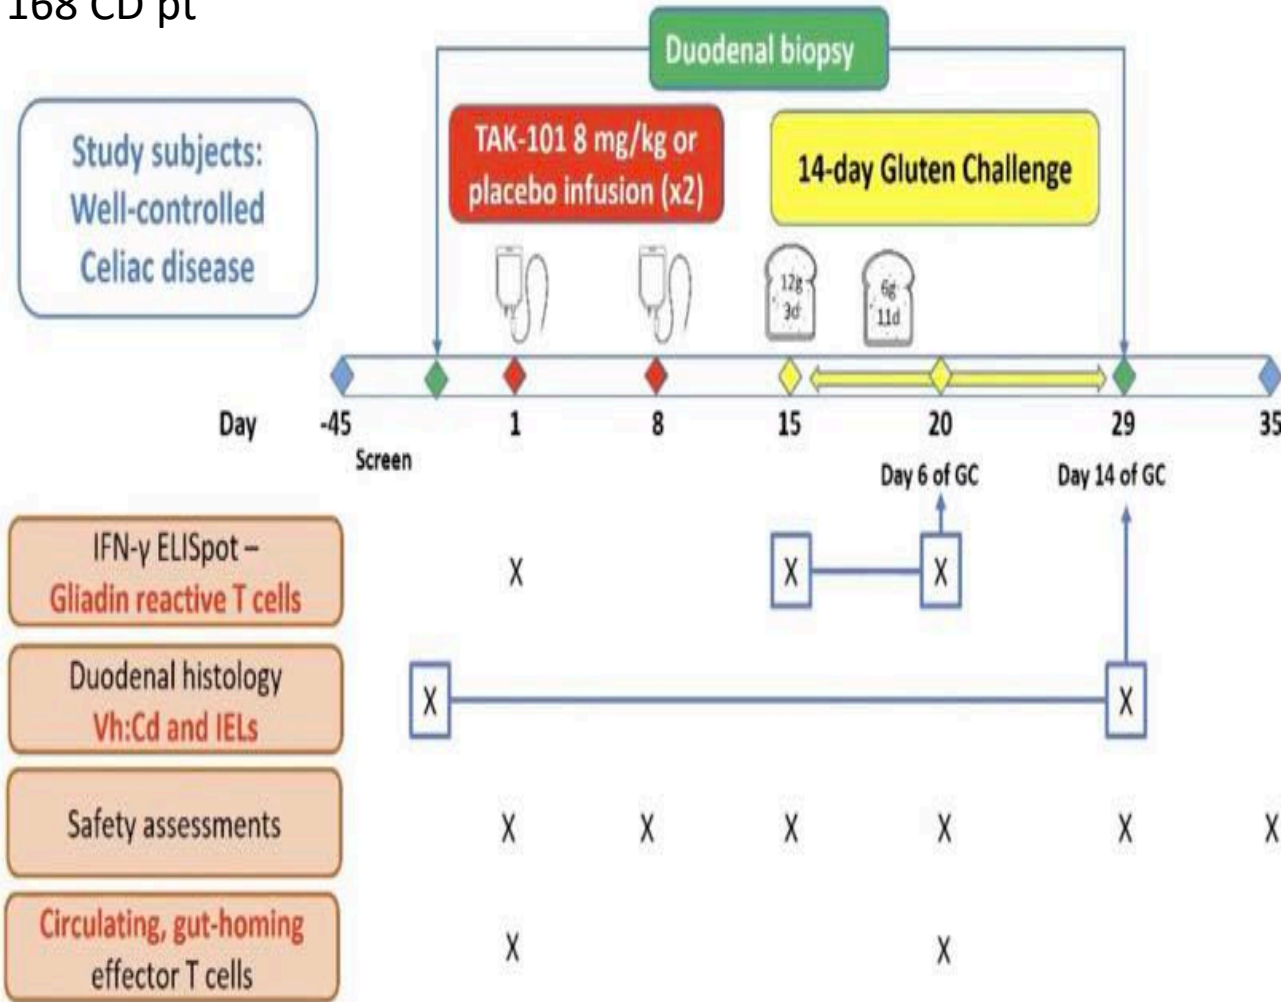 168 CD pt
Duodenal biopsy
Study subjects:
Well-controlled
Celiac disease
TAK-101 8 mg/kg or
placebo infusion (x2)
14-day Gluten Challenge
12g
3d
6g
11d
Day -45 1 8 15 20 29 35
Screen
Day 6 of GC Day 14 of GC
IFN-γ ELISpot –
Gliadin reactive T cells
X X X
Duodenal histology
Vh:Cd and IELs
X X
Safety assessments
X X X X X X
Circulating, gut-homing
effector T cells
X X